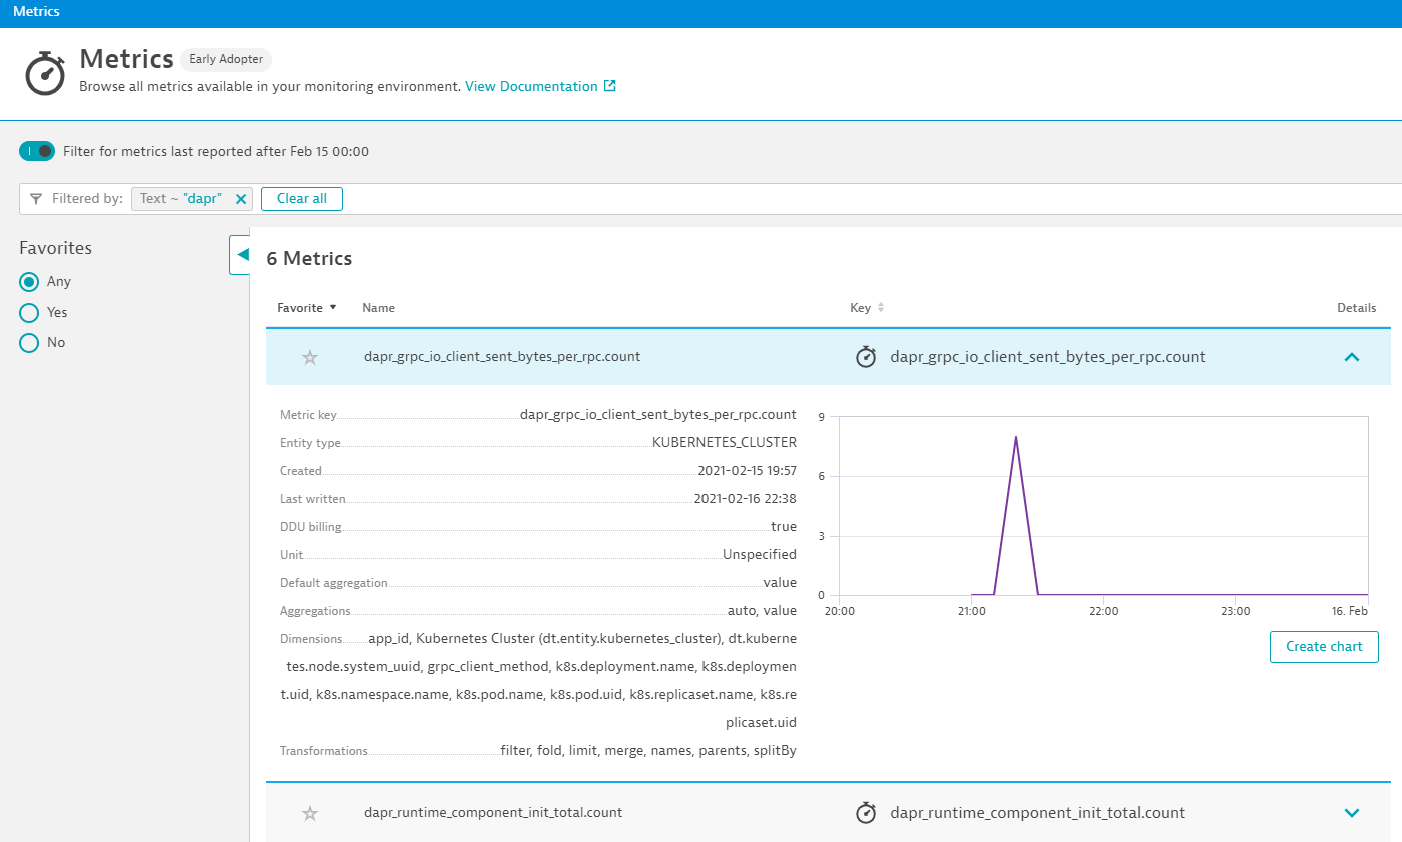 Metrics
Metrics Early Adopter
Browse all metrics available in your monitoring environment. View Documentation
Filter for metrics last reported after Feb 15 00:00
Filtered by: Text ~ "dapr" Clear all
Favorites
Any
Yes
No
6 Metrics
Favorite Name Key Details
dapr_grpc_io_client_sent_bytes_per_rpc.count dapr_grpc_io_client_sent_bytes_per_rpc.count
Metric key dapr_grpc_io_client_sent_bytes_per_rpc.count
Entity type KUBERNETES_CLUSTER
Created 2021-02-15 19:57
Last written 2021-02-16 22:38
DDU billing true
Unit Unspecified
Default aggregation value
Aggregations auto, value
Dimensions app_id, Kubernetes Cluster (dt.entity.kubernetes_cluster), dt.kuberne
tes.node.system_uuid, grpc_client_method, k8s.deployment.name, k8s.deploymen
t.uid, k8s.namespace.name, k8s.pod.name, k8s.pod.uid, k8s.replicaset.name, k8s.re
plicaset.uid
Transformations filter, fold, limit, merge, names, parents, splitBy
9
6
3
0
20:00 21:00 22:00 23:00 16. Feb
Create chart
dapr_runtime_component_init_total.count dapr_runtime_component_init_total.count